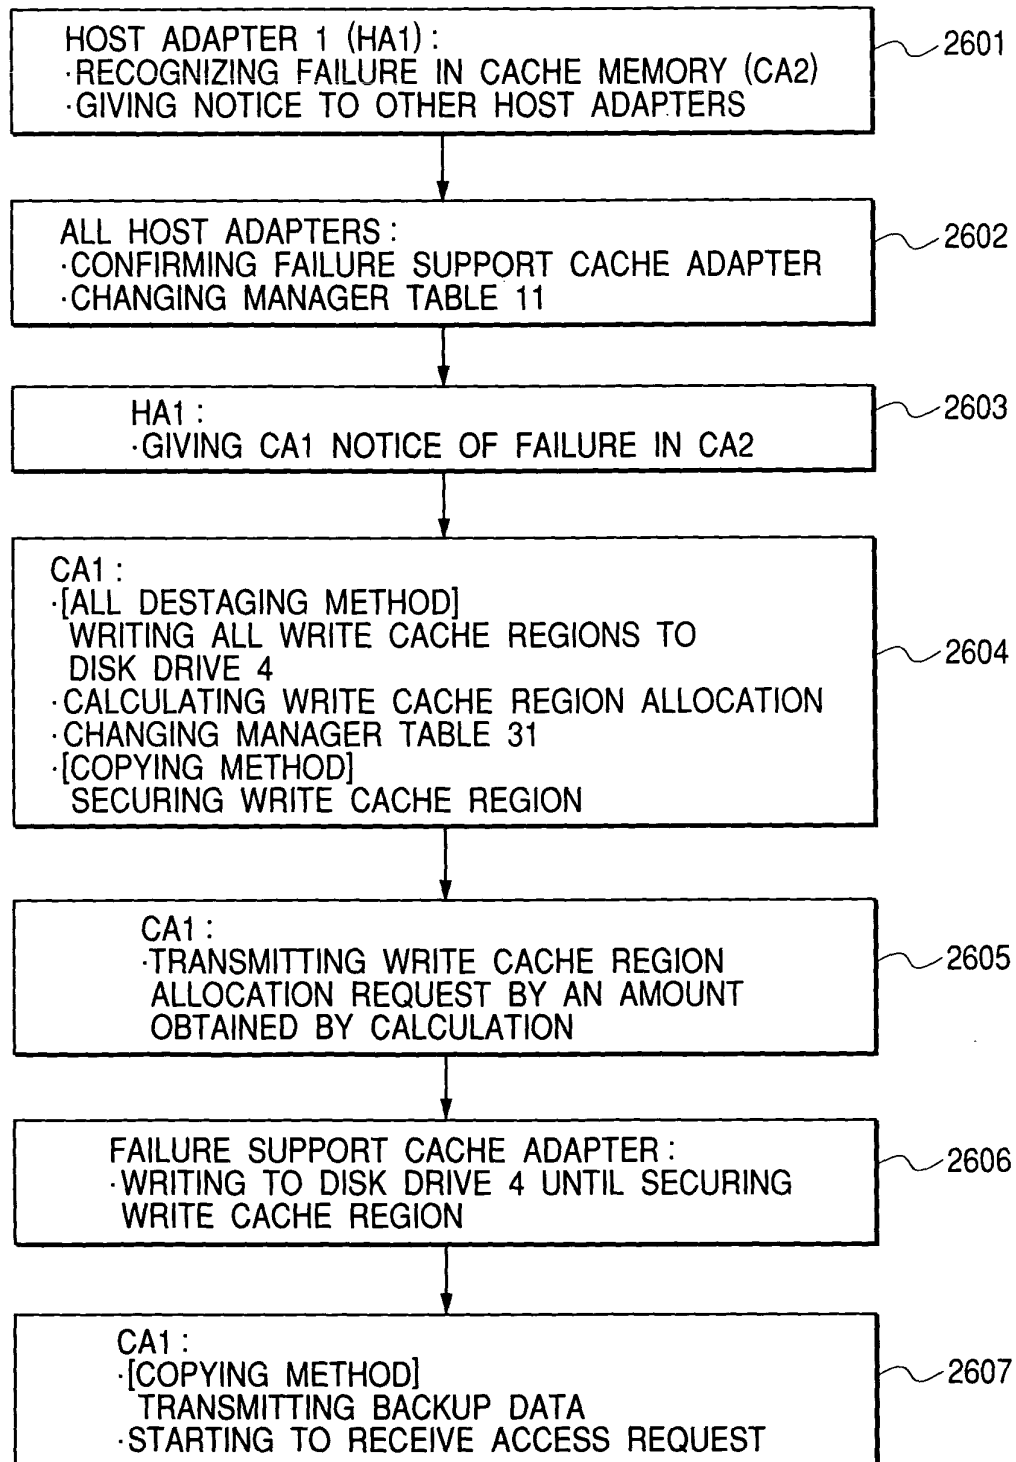 HOST ADAPTER 1 (HA1):
·RECOGNIZING FAILURE IN CACHE MEMORY (CA2)
·GIVING NOTICE TO OTHER HOST ADAPTERS
2601
ALL HOST ADAPTERS:
·CONFIRMING FAILURE SUPPORT CACHE ADAPTER
·CHANGING MANAGER TABLE 11
2602
HA1:
·GIVING CA1 NOTICE OF FAILURE IN CA2
2603
CA1:
·[ALL DESTAGING METHOD]
WRITING ALL WRITE CACHE REGIONS TO
DISK DRIVE 4
·CALCULATING WRITE CACHE REGION ALLOCATION
·CHANGING MANAGER TABLE 31
·[COPYING METHOD]
SECURING WRITE CACHE REGION
2604
CA1:
·TRANSMITTING WRITE CACHE REGION
ALLOCATION REQUEST BY AN AMOUNT
OBTAINED BY CALCULATION
2605
FAILURE SUPPORT CACHE ADAPTER:
·WRITING TO DISK DRIVE 4 UNTIL SECURING
WRITE CACHE REGION
2606
CA1:
·[COPYING METHOD]
TRANSMITTING BACKUP DATA
·STARTING TO RECEIVE ACCESS REQUEST
2607